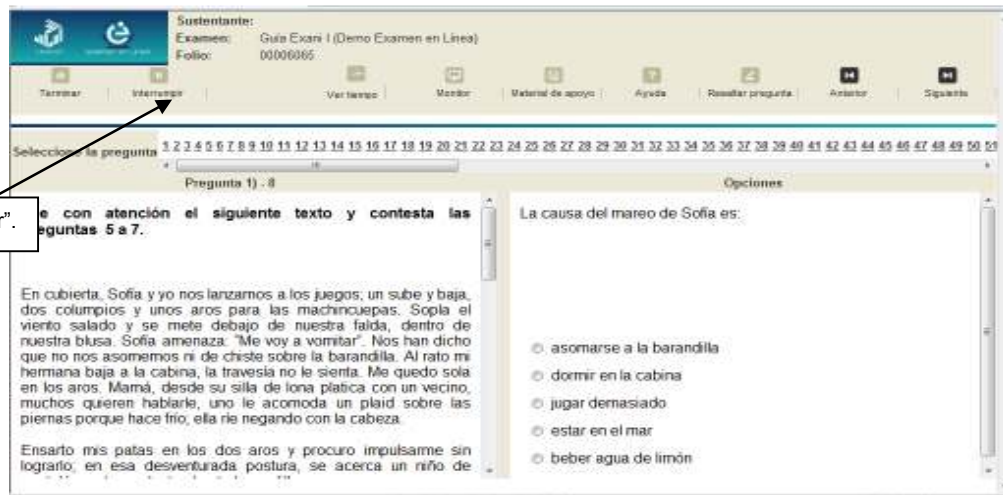 Sustentante:
Examen: Guia Exani I (Demo Examen en Linea)
Folio: 00006065
Terminar Interrumpir Ver tiempo Monitor Material de apoyo Ayuda Resaltar pregunta Anterior Siguiente
Seleccione la pregunta 1 2 3 4 5 6 7 8 9 10 11 12 13 14 15 16 17 18 19 20 21 22 23 24 25 26 27 28 29 30 31 32 33 34 35 36 37 38 39 40 41 42 43 44 45 46 47 48 49 50 51
Pregunta 1) - 8 Opciones
r”.
e con atención el siguiente texto y contesta las
eguntas 5 a 7.
En cubierta, Sofía y yo nos lanzamos a los juegos; un sube y baja,
dos columpios y unos aros para las machincuepas. Sopla el
viento salado y se mete debajo de nuestra falda, dentro de
nuestra blusa. Sofía amenaza: “Me voy a vomitar”. Nos han dicho
que no nos asomemos ni de chiste sobre la barandilla. Al rato mi
hermana baja a la cabina, la travesía no le sienta. Me quedo sola
en los aros. Mamá, desde su silla de lona platica con un vecino,
muchos quieren hablarle, uno le acomoda un plaid sobre las
piernas porque hace frío; ella ríe negando con la cabeza.
Ensarto mis patas en los dos aros y procuro impulsarme sin
lograrlo; en esa desventurada postura, se acerca un niño de
La causa del mareo de Sofía es:
asomarse a la barandilla
dormir en la cabina
jugar demasiado
estar en el mar
beber agua de limón